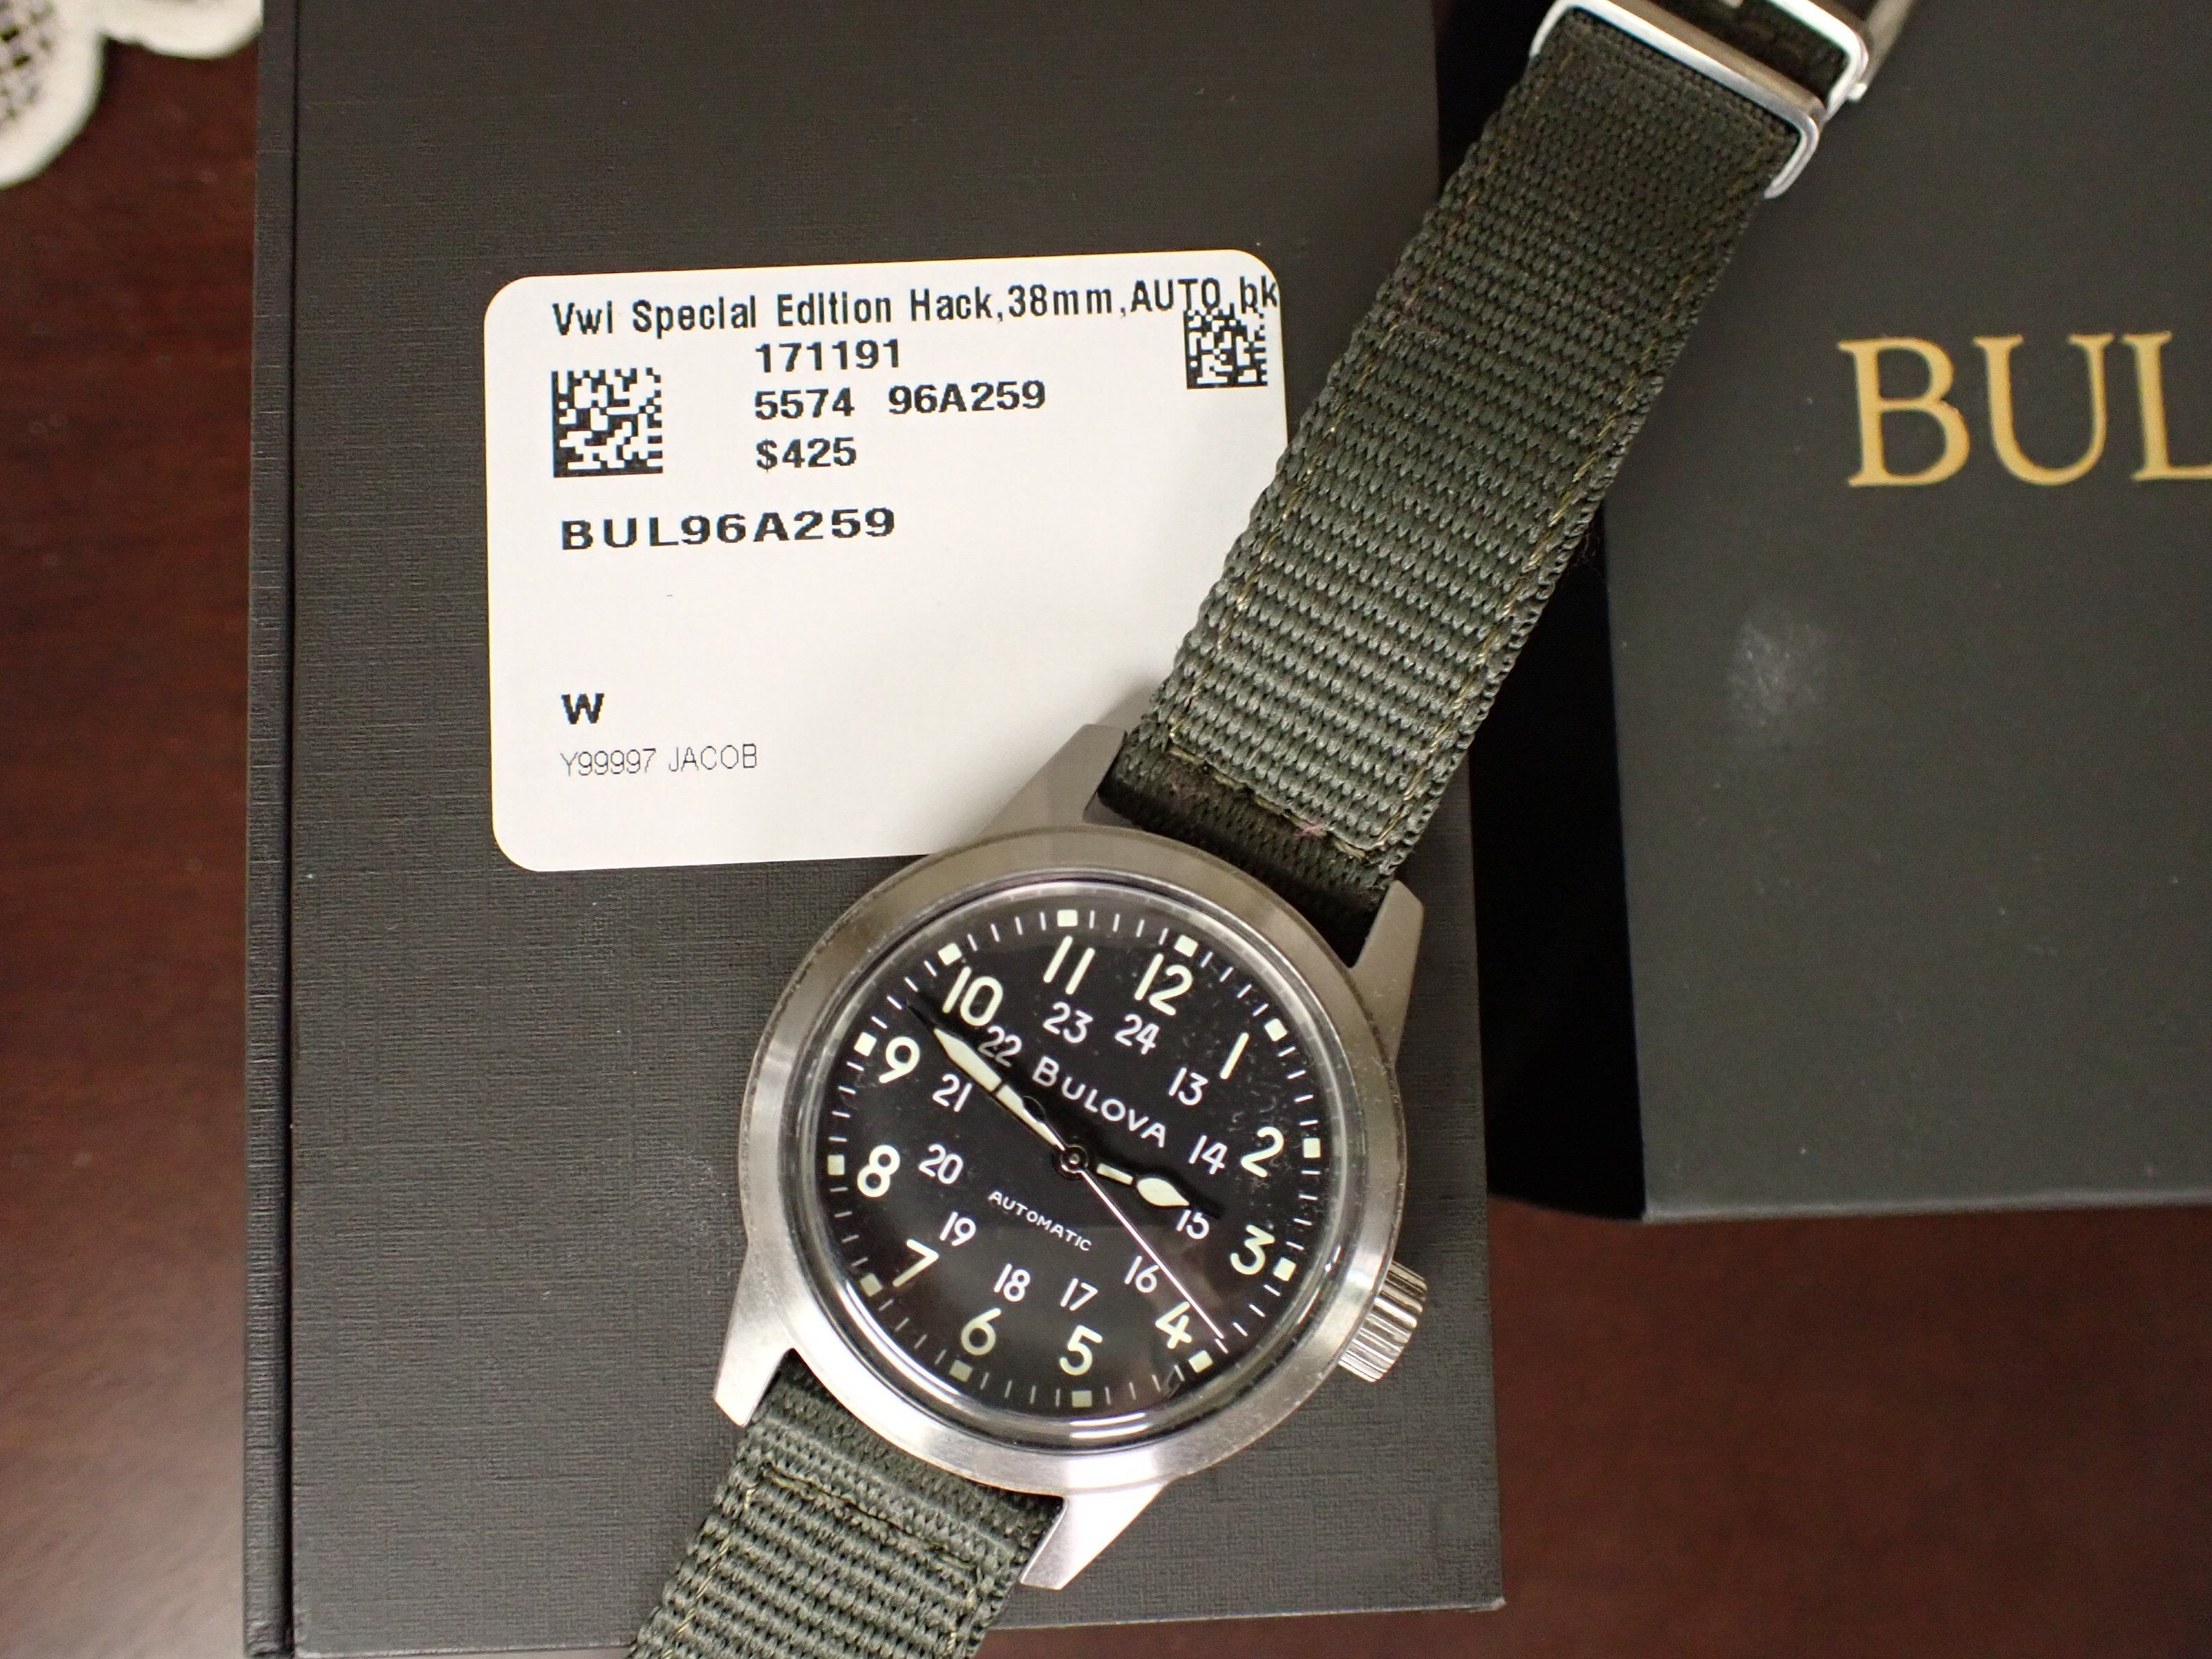 Vwi Special Edition Hack,38mm,AUTO,bk
171191
5574 96A259
$425
BUL96A259
W
Y99997 JACOB
BUL
11 12
10 1
23 24
22 13
BULOVA
9 21 14 2
8 20 15 3
AUTOMATIC
19 16
7 18 17 4
6 5